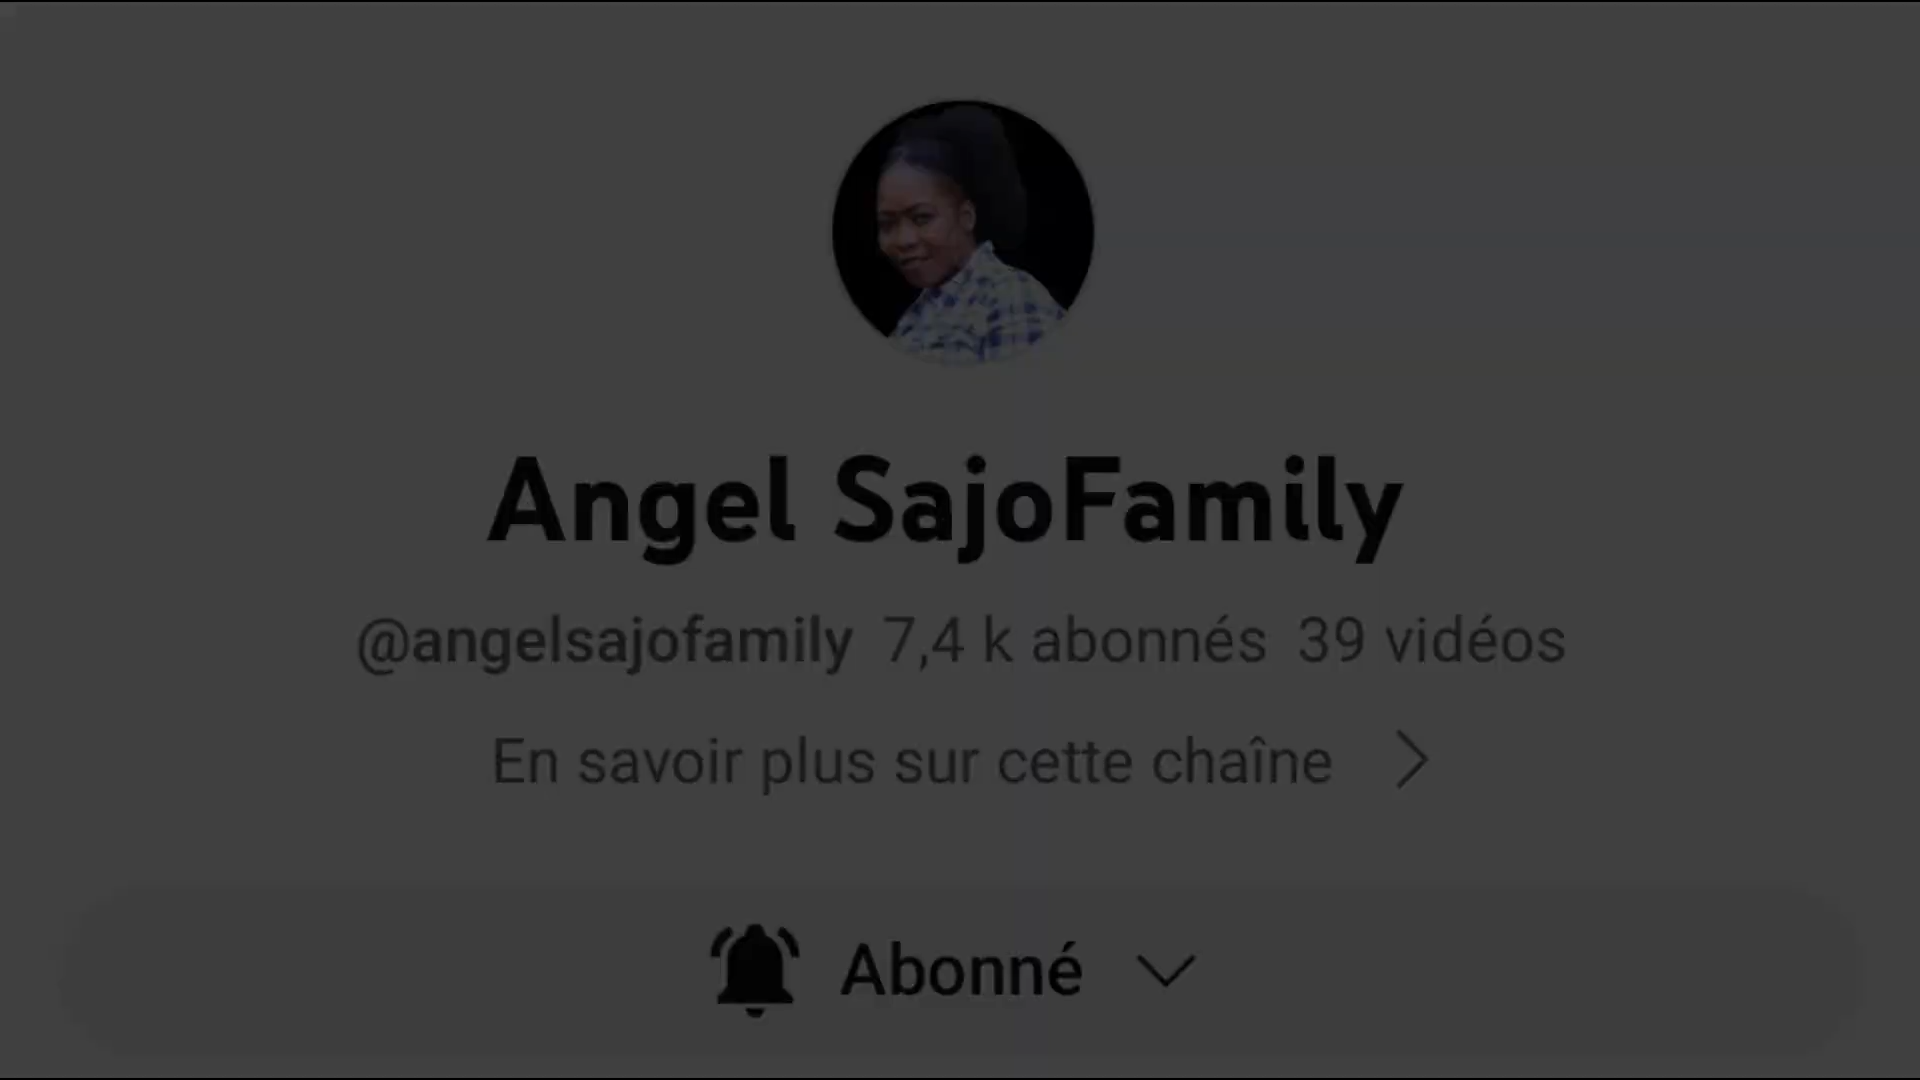 Angel SajoFamily
@angelsajofamily 7,4 k abonnés 39 vidéos
En savoir plus sur cette chaîne
Abonné